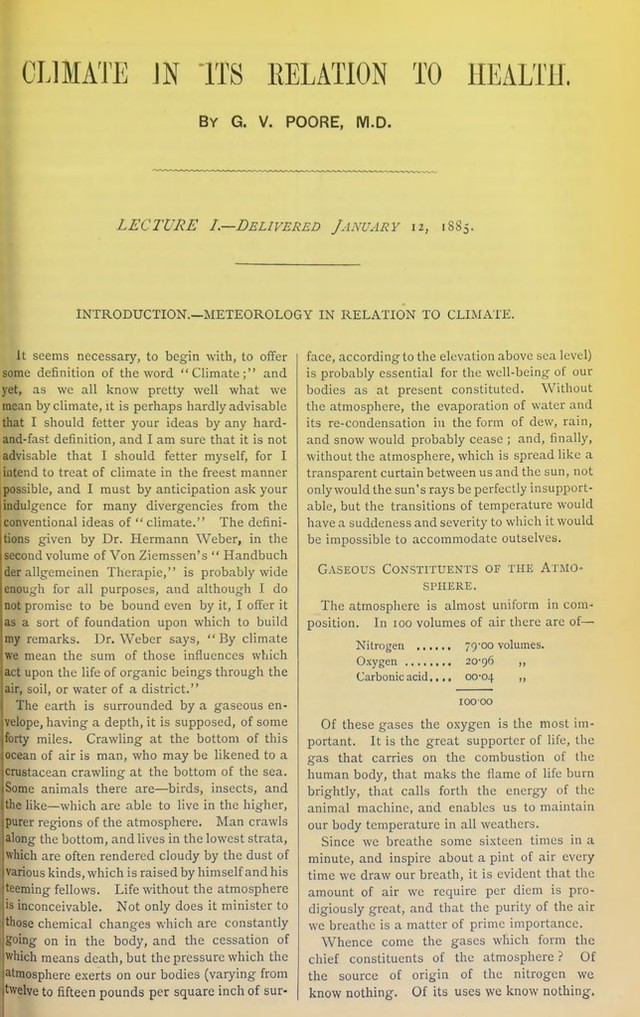 CLIMATE IN ITS RELATION TO HEALTH.
BY G. V. POORE, M.D.
LECTURE I.—DELIVERED JANUARY 12, 1885.
INTRODUCTION.—METEOROLOGY IN RELATION TO CLIMATE.
It seems necessary, to begin with, to offer
some definition of the word "Climate;" and
yet, as we all know pretty well what we
mean by climate, it is perhaps hardly advisable
that I should fetter your ideas by any hard-
and-fast definition, and I am sure that it is not
advisable that I should fetter myself, for I
intend to treat of climate in the freest manner
possible, and I must by anticipation ask your
indulgence for many divergencies from the
conventional ideas of "climate." The defini-
tions given by Dr. Hermann Weber, in the
second volume of Von Ziemssen's "Handbuch
der allgemeinen Therapie," is probably wide
enough for all purposes, and although I do
not promise to be bound even by it, I offer it
as a sort of foundation upon which to build
my remarks. Dr. Weber says, "By climate
we mean the sum of those influences which
act upon the life of organic beings through the
air, soil, or water of a district."
The earth is surrounded by a gaseous en-
velope, having a depth, it is supposed, of some
forty miles. Crawling at the bottom of this
ocean of air is man, who may be likened to a
crustacean crawling at the bottom of the sea.
Some animals there are—birds, insects, and
the like—which are able to live in the higher,
purer regions of the atmosphere. Man crawls
along the bottom, and lives in the lowest strata,
which are often rendered cloudy by the dust of
various kinds, which is raised by himself and his
teeming fellows. Life without the atmosphere
is inconceivable. Not only does it minister to
those chemical changes which are constantly
going on in the body, and the cessation of
which means death, but the pressure which the
atmosphere exerts on our bodies (varying from
twelve to fifteen pounds per square inch of sur-
face, according to the elevation above sea level)
is probably essential for the well-being of our
bodies as at present constituted. Without
the atmosphere, the evaporation of water and
its re-condensation in the form of dew, rain,
and snow would probably cease; and, finally,
without the atmosphere, which is spread like a
transparent curtain between us and the sun, not
only would the sun's rays be perfectly insupport-
able, but the transitions of temperature would
have a suddeness and severity to which it would
be impossible to accommodate outselves.
GASEOUS CONSTITUENTS OF THE ATMO-
SPHERE.
The atmosphere is almost uniform in com-
position. In 100 volumes of air there are of—
Nitrogen ...... 79·00 volumes.
Oxygen ........ 20·96 ,,
Carbonic acid.... 00·04 ,,
100·00
Of these gases the oxygen is the most im-
portant. It is the great supporter of life, the
gas that carries on the combustion of the
human body, that makes the flame of life burn
brightly, that calls forth the energy of the
animal machine, and enables us to maintain
our body temperature in all weathers.
Since we breathe some sixteen times in a
minute, and inspire about a pint of air every
time we draw our breath, it is evident that the
amount of air we require per diem is pro-
digiously great, and that the purity of the air
we breathe is a matter of prime importance.
Whence come the gases which form the
chief constituents of the atmosphere? Of
the source of origin of the nitrogen we
know nothing. Of its uses we know nothing.